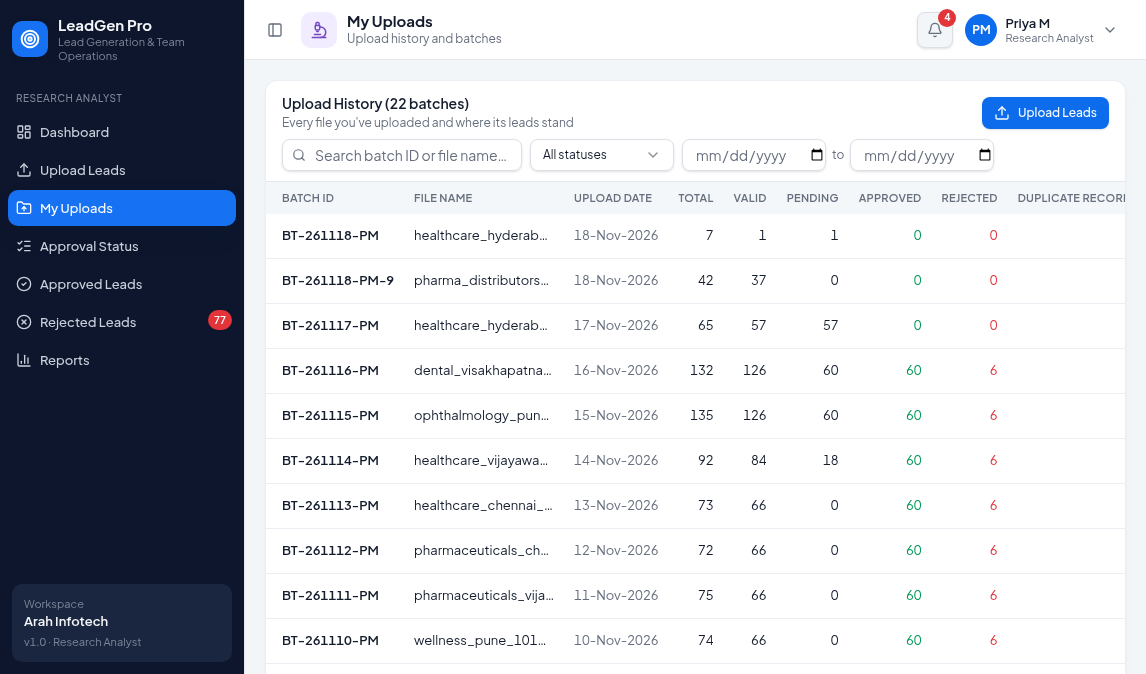 LeadGen Pro
Lead Generation & Team
Operations
RESEARCH ANALYST
Dashboard
Upload Leads
My Uploads
Approval Status
Approved Leads
Rejected Leads 77
Reports
Workspace
Arah Infotech
v1.0 · Research Analyst
My Uploads
Upload history and batches
4
PM
Priya M
Research Analyst
Upload History (22 batches)
Every file you've uploaded and where its leads stand
Upload Leads
Search batch ID or file name... All statuses mm/dd/yyyy to mm/dd/yyyy
BATCH ID FILE NAME UPLOAD DATE TOTAL VALID PENDING APPROVED REJECTED DUPLICATE RECOR
BT-261118-PM healthcare_hyderab... 18-Nov-2026 7 1 1 0 0
BT-261118-PM-9 pharma_distributors... 18-Nov-2026 42 37 0 0 0
BT-261117-PM healthcare_hyderab... 17-Nov-2026 65 57 57 0 0
BT-261116-PM dental_visakhapatna... 16-Nov-2026 132 126 60 60 6
BT-261115-PM ophthalmology_pun... 15-Nov-2026 135 126 60 60 6
BT-261114-PM healthcare_vijayawa... 14-Nov-2026 92 84 18 60 6
BT-261113-PM healthcare_chennai_... 13-Nov-2026 73 66 0 60 6
BT-261112-PM pharmaceuticals_ch... 12-Nov-2026 72 66 0 60 6
BT-261111-PM pharmaceuticals_vija... 11-Nov-2026 75 66 0 60 6
BT-261110-PM wellness_pune_101... 10-Nov-2026 74 66 0 60 6